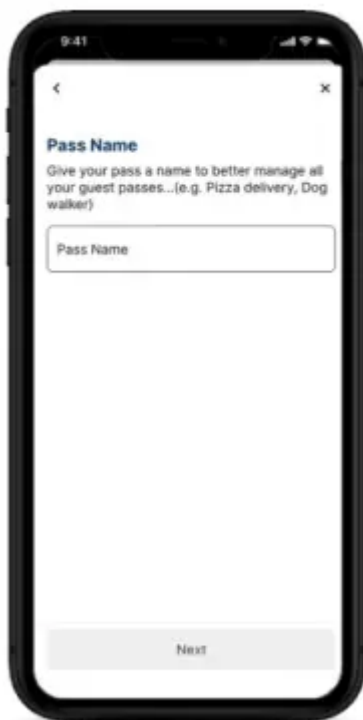 9:41
Pass Name
Give your pass a name to better manage all
your guest passes...(e.g. Pizza delivery, Dog
walker)
Pass Name
Next